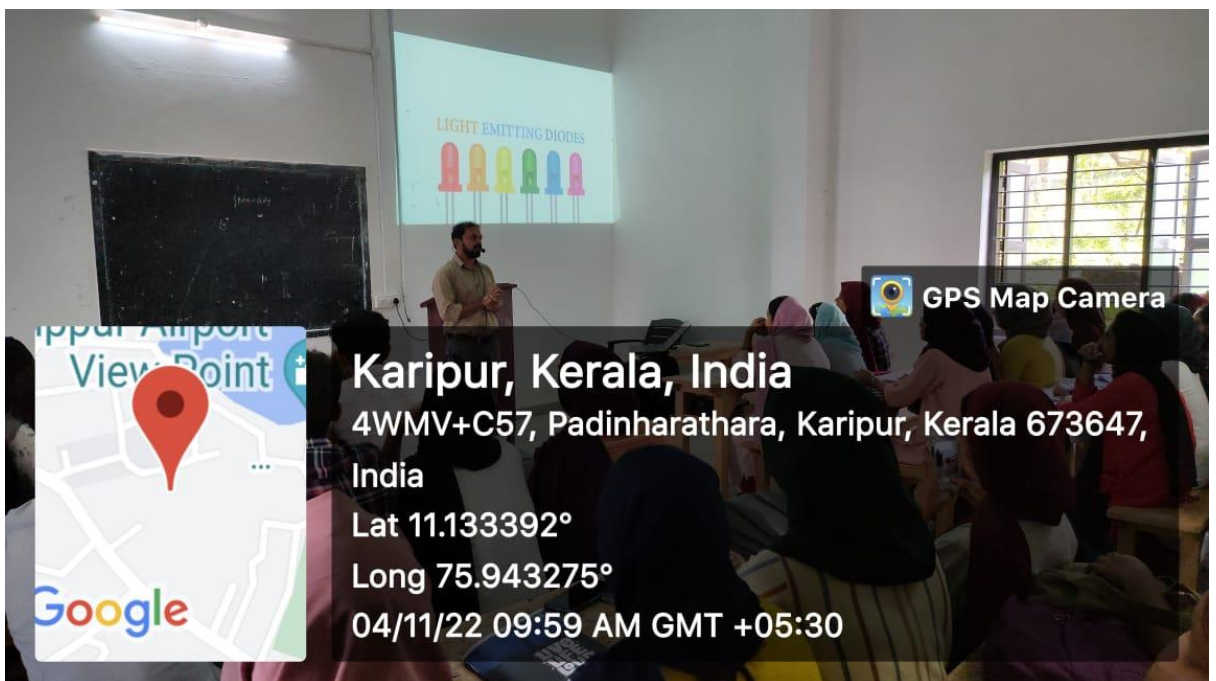 LIGHT EMITTING DIODES
GPS Map Camera
View Point
Google
Karipur, Kerala, India
4WMV+C57, Padinharathara, Karipur, Kerala 673647,
India
Lat 11.133392°
Long 75.943275°
04/11/22 09:59 AM GMT +05:30